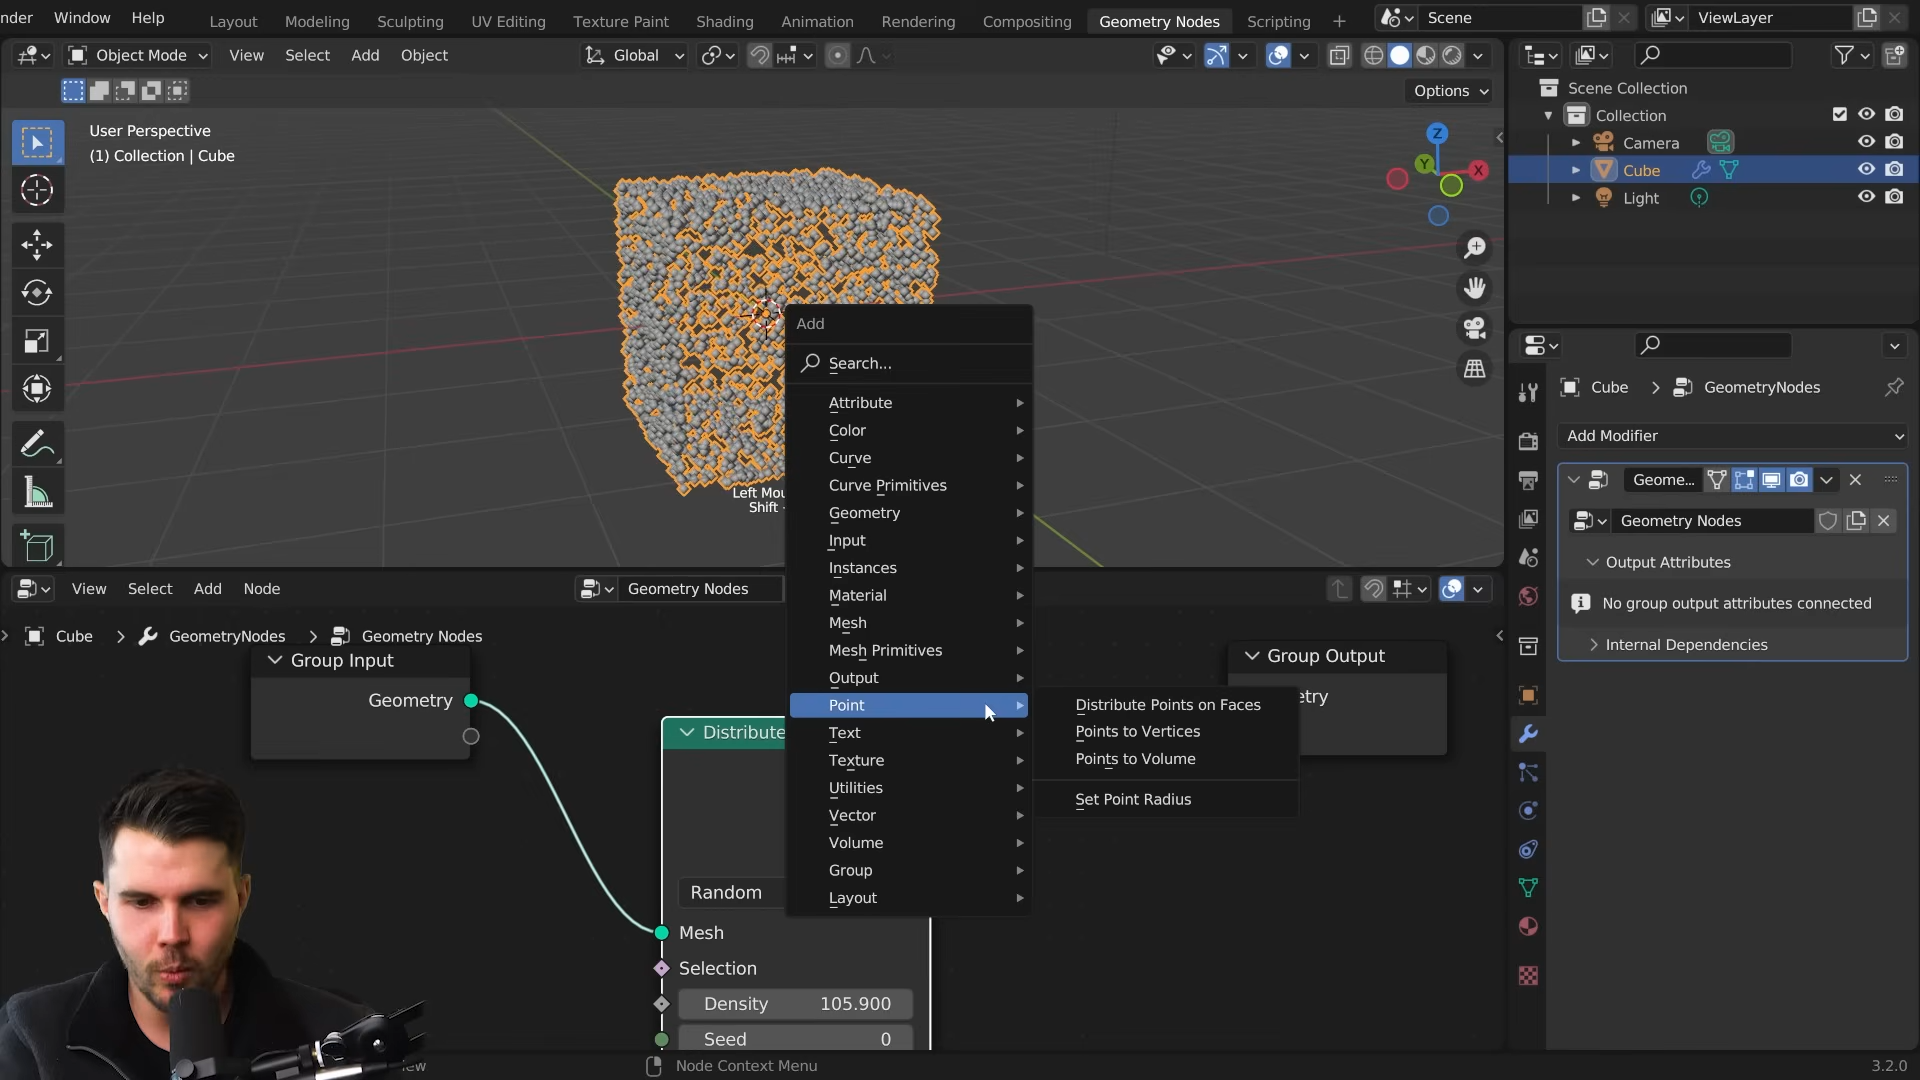 nder Window Help Layout Modeling Sculpting UV Editing Texture Paint Shading Animation Rendering Compositing Geometry Nodes Scripting + Scene ViewLayer
Object Mode View Select Add Object Global
Options
User Perspective
(1) Collection | Cube
Z
Y
X
Scene Collection
Collection
Camera
Cube
Light
Left Mou
Shift -
Add
Search...
Attribute
Color
Curve
Curve Primitives
Geometry
Input
Instances
Material
Mesh
Mesh Primitives
Output
Point
Text
Texture
Utilities
Vector
Volume
Group
Layout
Distribute Points on Faces
Points to Vertices
Points to Volume
Set Point Radius
Cube > GeometryNodes
Add Modifier
Geome...
Geometry Nodes
Output Attributes
No group output attributes connected
Internal Dependencies
View Select Add Node Geometry Nodes
Cube > GeometryNodes > Geometry Nodes
Group Input
Geometry
Distribute
Random
Mesh
Selection
Density 105.900
Seed 0
Group Output
etry
ew
Node Context Menu
3.2.0